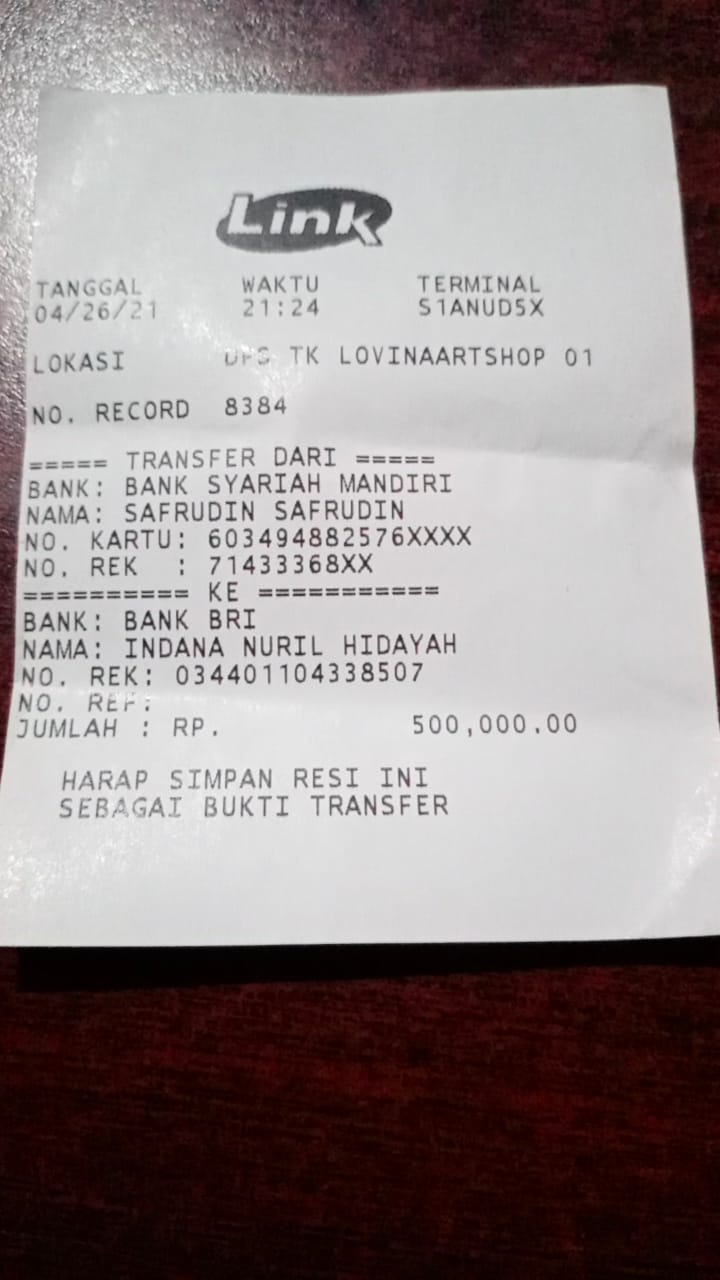 Link
TANGGAL WAKTU TERMINAL
04/26/21 21:24 S1ANUD5X
LOKASI DPS TK LOVINAARTSHOP 01
NO. RECORD 8384
===== TRANSFER DARI =====
BANK: BANK SYARIAH MANDIRI
NAMA: SAFRUDIN SAFRUDIN
NO. KARTU: 603494882576XXXX
NO. REK : 71433368XX
========== KE ===========
BANK: BANK BRI
NAMA: INDANA NURIL HIDAYAH
NO. REK: 034401104338507
NO. REF:
JUMLAH : RP. 500,000.00
HARAP SIMPAN RESI INI
SEBAGAI BUKTI TRANSFER